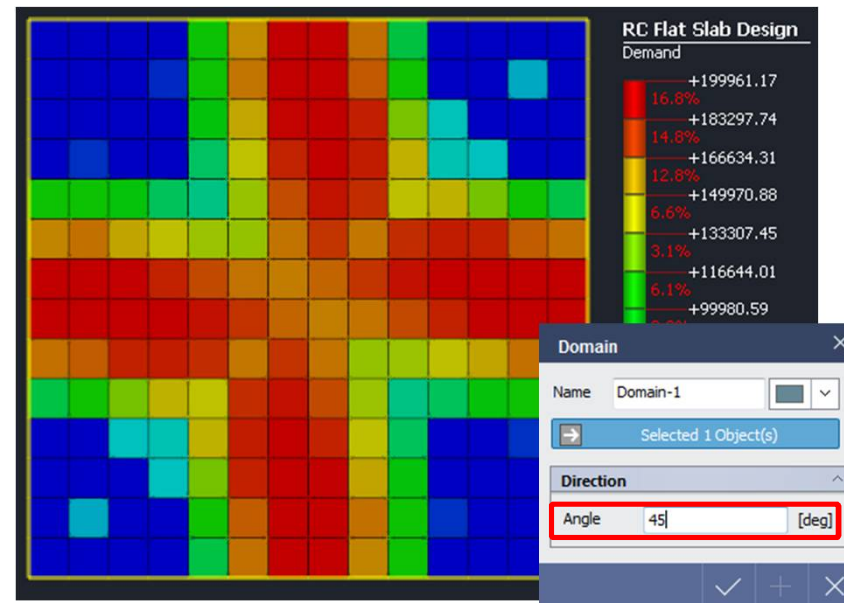 RC Flat Slab Design
Demand
+199961.17
16.8%
+183297.74
14.8%
+166634.31
12.8%
+149970.88
6.6%
+133307.45
3.1%
+116644.01
6.1%
+99980.59
Domain
Name Domain-1
Selected 1 Object(s)
Direction
Angle 45 [deg]